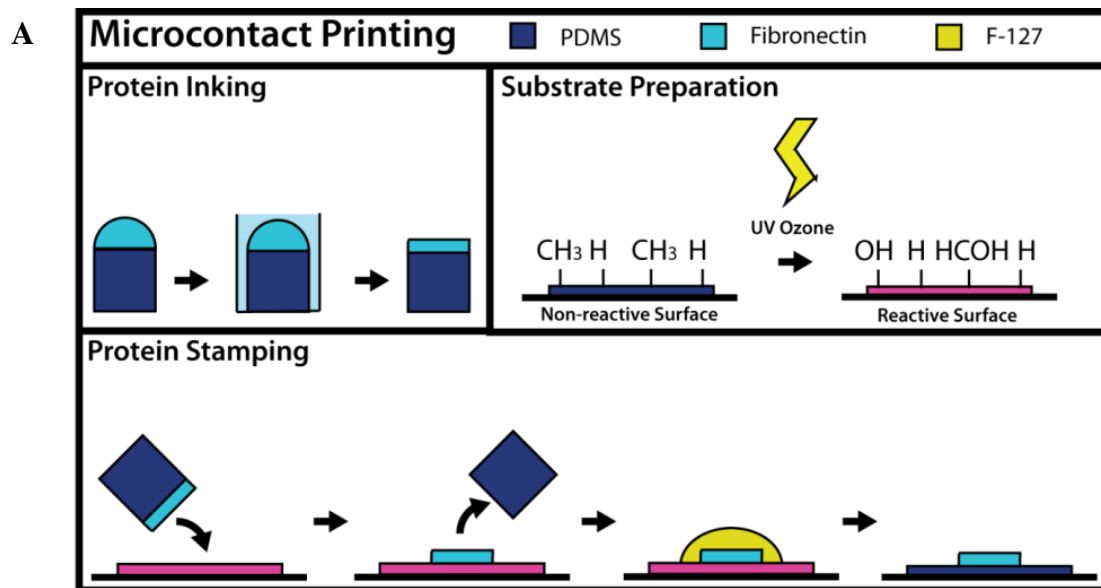 A
Microcontact Printing PDMS Fibronectin F-127
Protein Inking
Substrate Preparation
UV Ozone
CH3 H CH3 H
OH H HCOH H
Non-reactive Surface
Reactive Surface
Protein Stamping